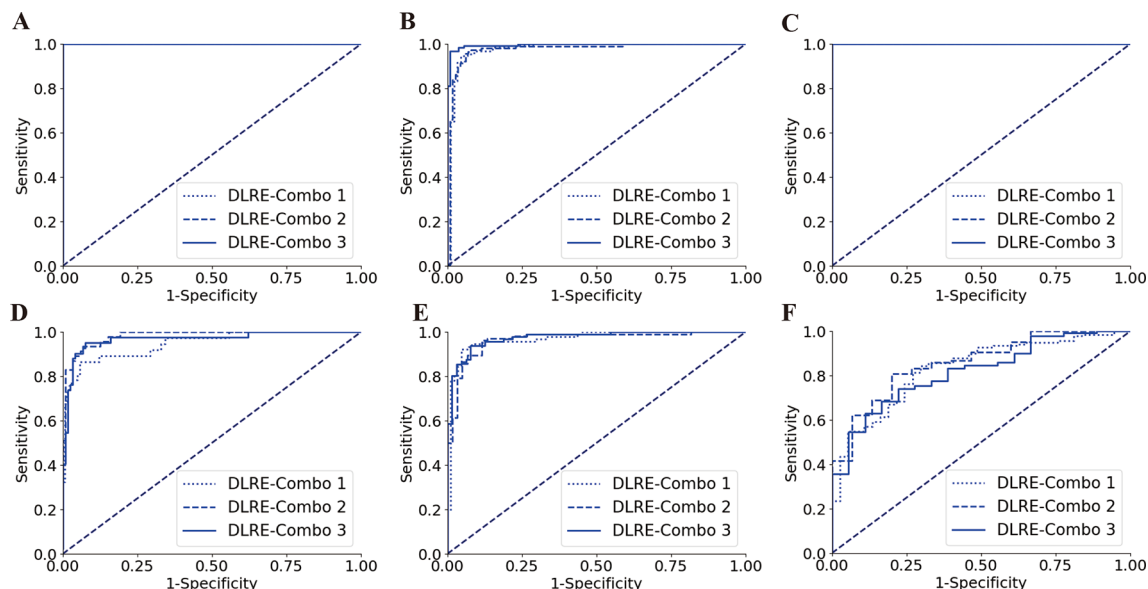 A
1.0
0.8
0.6
0.4
0.2
0.0
Sensitivity
0.00
0.25
0.50
0.75
1.00
1-Specificity
DLRE-Combo 1
DLRE-Combo 2
DLRE-Combo 3
B
1.0
0.8
0.6
0.4
0.2
0.0
Sensitivity
0.00
0.25
0.50
0.75
1.00
1-Specificity
DLRE-Combo 1
DLRE-Combo 2
DLRE-Combo 3
C
1.0
0.8
0.6
0.4
0.2
0.0
Sensitivity
0.00
0.25
0.50
0.75
1.00
1-Specificity
DLRE-Combo 1
DLRE-Combo 2
DLRE-Combo 3
D
1.0
0.8
0.6
0.4
0.2
0.0
Sensitivity
0.00
0.25
0.50
0.75
1.00
1-Specificity
DLRE-Combo 1
DLRE-Combo 2
DLRE-Combo 3
E
1.0
0.8
0.6
0.4
0.2
0.0
Sensitivity
0.00
0.25
0.50
0.75
1.00
1-Specificity
DLRE-Combo 1
DLRE-Combo 2
DLRE-Combo 3
F
1.0
0.8
0.6
0.4
0.2
0.0
Sensitivity
0.00
0.25
0.50
0.75
1.00
1-Specificity
DLRE-Combo 1
DLRE-Combo 2
DLRE-Combo 3